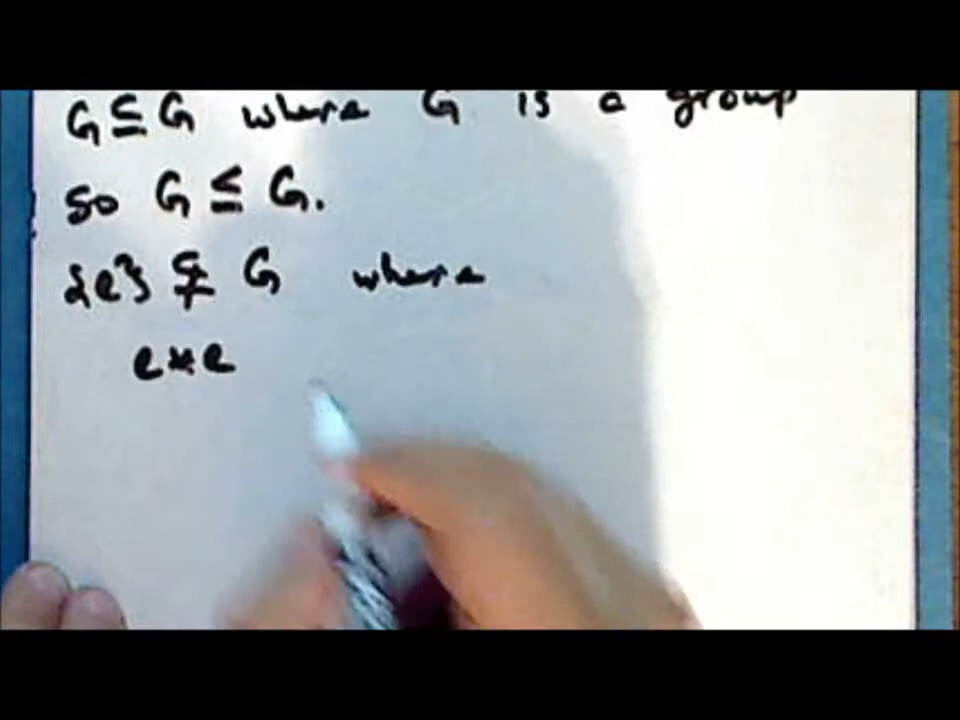 G ⊆ G where G is a group
so G ≤ G.
{e} ⊊ G where
e * e